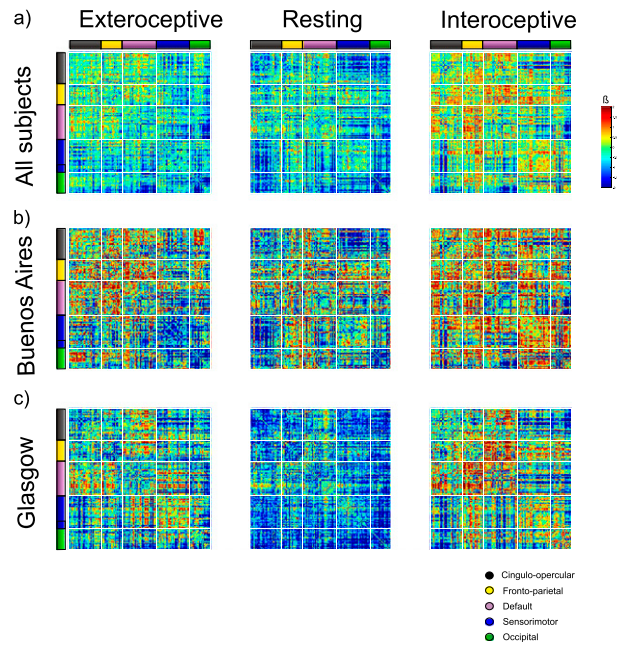 a)
Exteroceptive
Resting
Interoceptive
All subjects
ß
b)
Buenos Aires
c)
Glasgow
Cingulo-opercular
Fronto-parietal
Default
Sensorimotor
Occipital